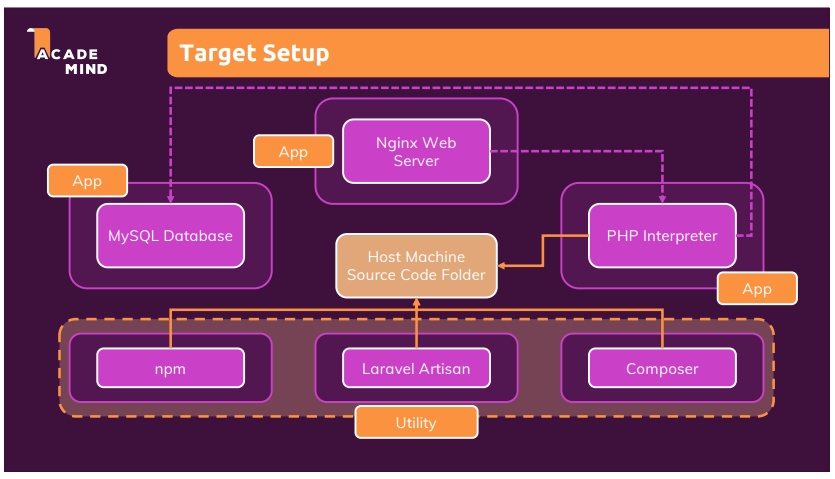 ACADE
MIND
Target Setup
App
Nginx Web
Server
App
MySQL Database
PHP Interpreter
Host Machine
Source Code Folder
App
npm
Laravel Artisan
Composer
Utility